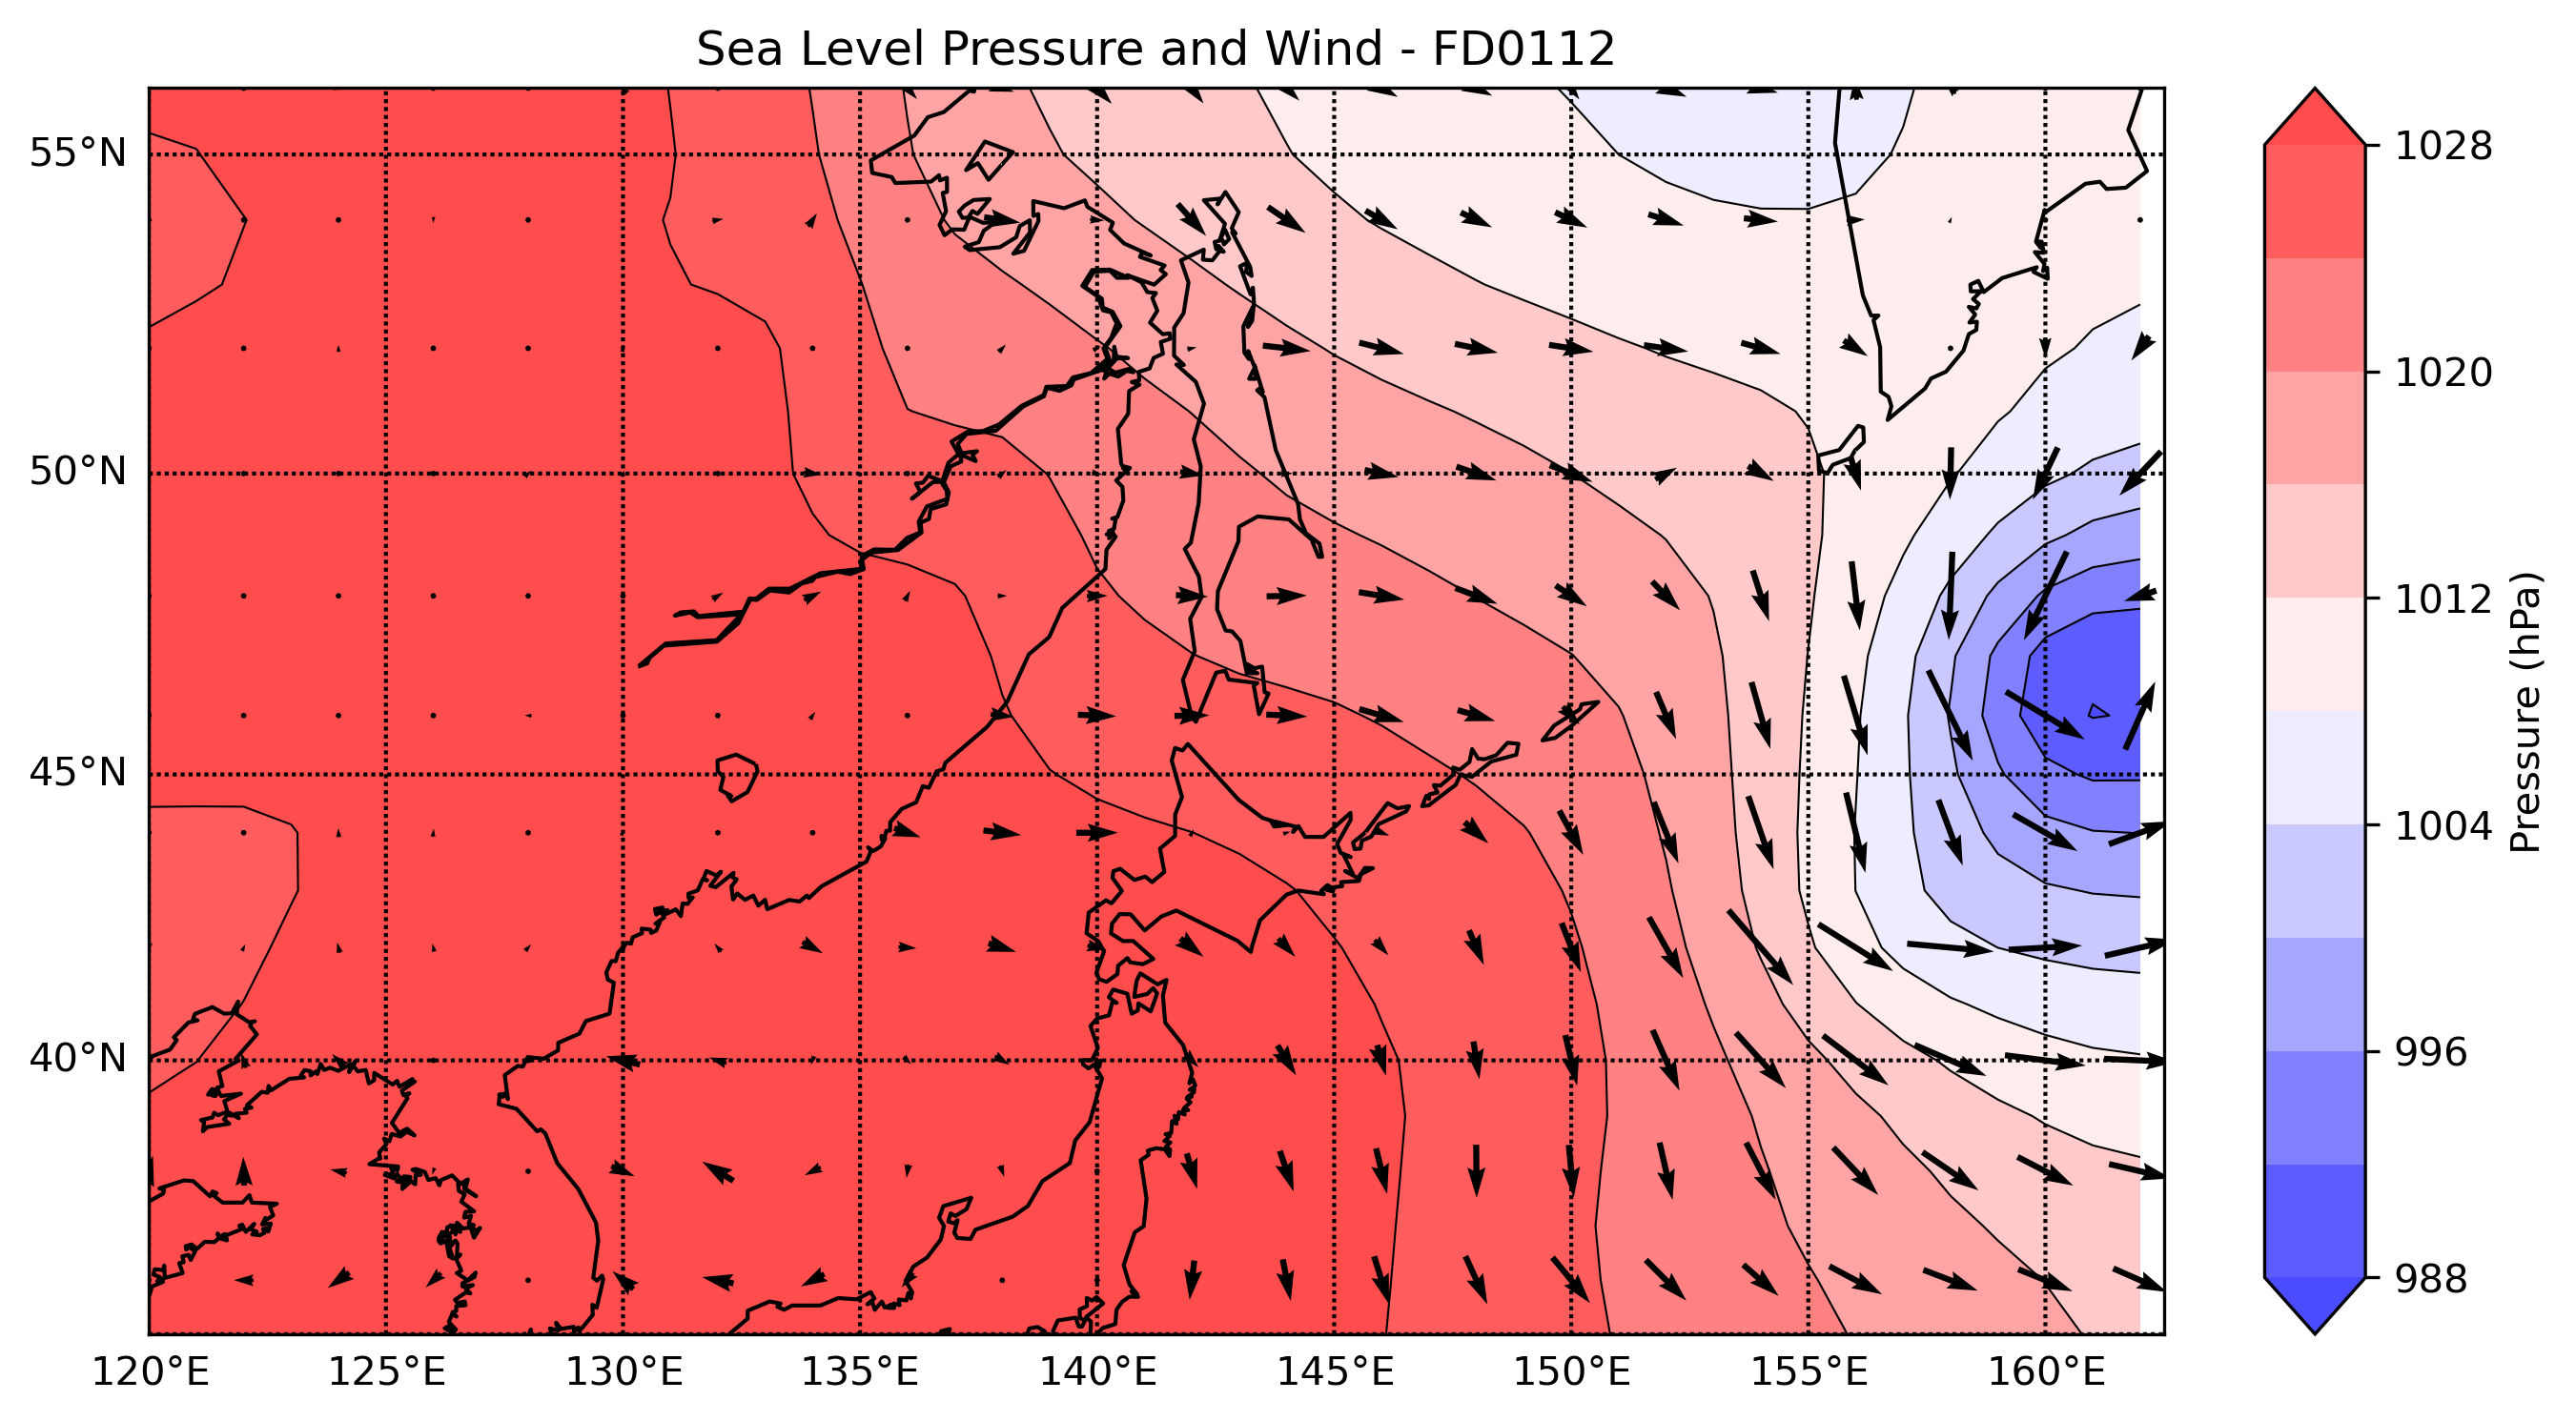 Sea Level Pressure and Wind - FD0112
55°N
50°N
45°N
40°N
120°E 125°E 130°E 135°E 140°E 145°E 150°E 155°E 160°E
1028
1020
1012
1004
996
988
Pressure (hPa)